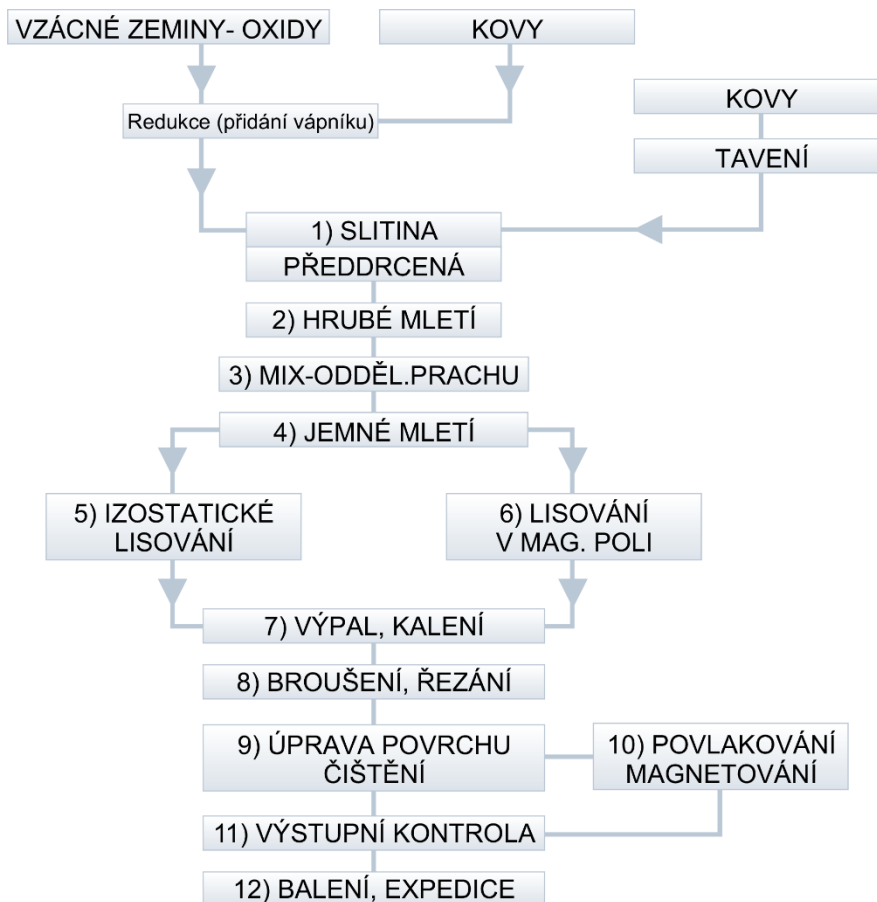 VZÁCNÉ ZEMINY- OXIDY
KOVY
Redukce (přidání vápníku)
KOVY
TAVENÍ
1) SLITINA
PŘEDDRCENÁ
2) HRUBÉ MLETÍ
3) MIX-ODDĚL.PRACHU
4) JEMNÉ MLETÍ
5) IZOSTATICKÉ
LISOVÁNÍ
6) LISOVÁNÍ
V MAG. POLI
7) VÝPAL, KALENÍ
8) BROUŠENÍ, ŘEZÁNÍ
9) ÚPRAVA POVRCHU
ČIŠTĚNÍ
10) POVLAKOVÁNÍ
MAGNETOVÁNÍ
11) VÝSTUPNÍ KONTROLA
12) BALENÍ, EXPEDICE